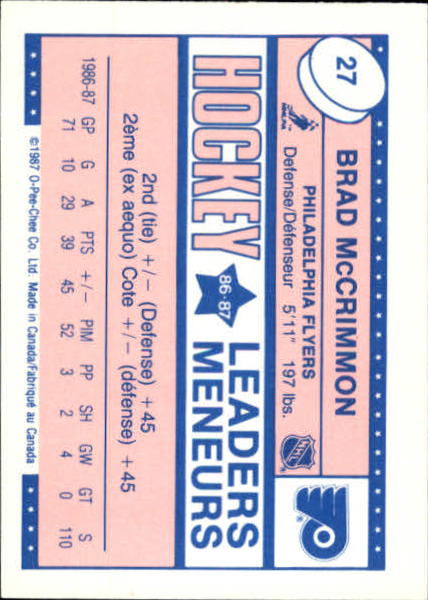 27
BRAD McCRIMMON
PHILADELPHIA FLYERS
Defense/Défenseur 5'11" 197 lbs.
NHLPA
NHL
HOCKEY 86·87 LEADERS
MENEURS
2nd (tie) +/- (Defense) +45
2ème (ex aequo) Cote +/- (défense) +45
1986-87 GP G A PTS +/- PIM PP SH GW GT S
71 10 29 39 45 52 3 2 4 0 110
©1987 O-Pee-Chee Co. Ltd. Made in Canada/Fabriqué au Canada